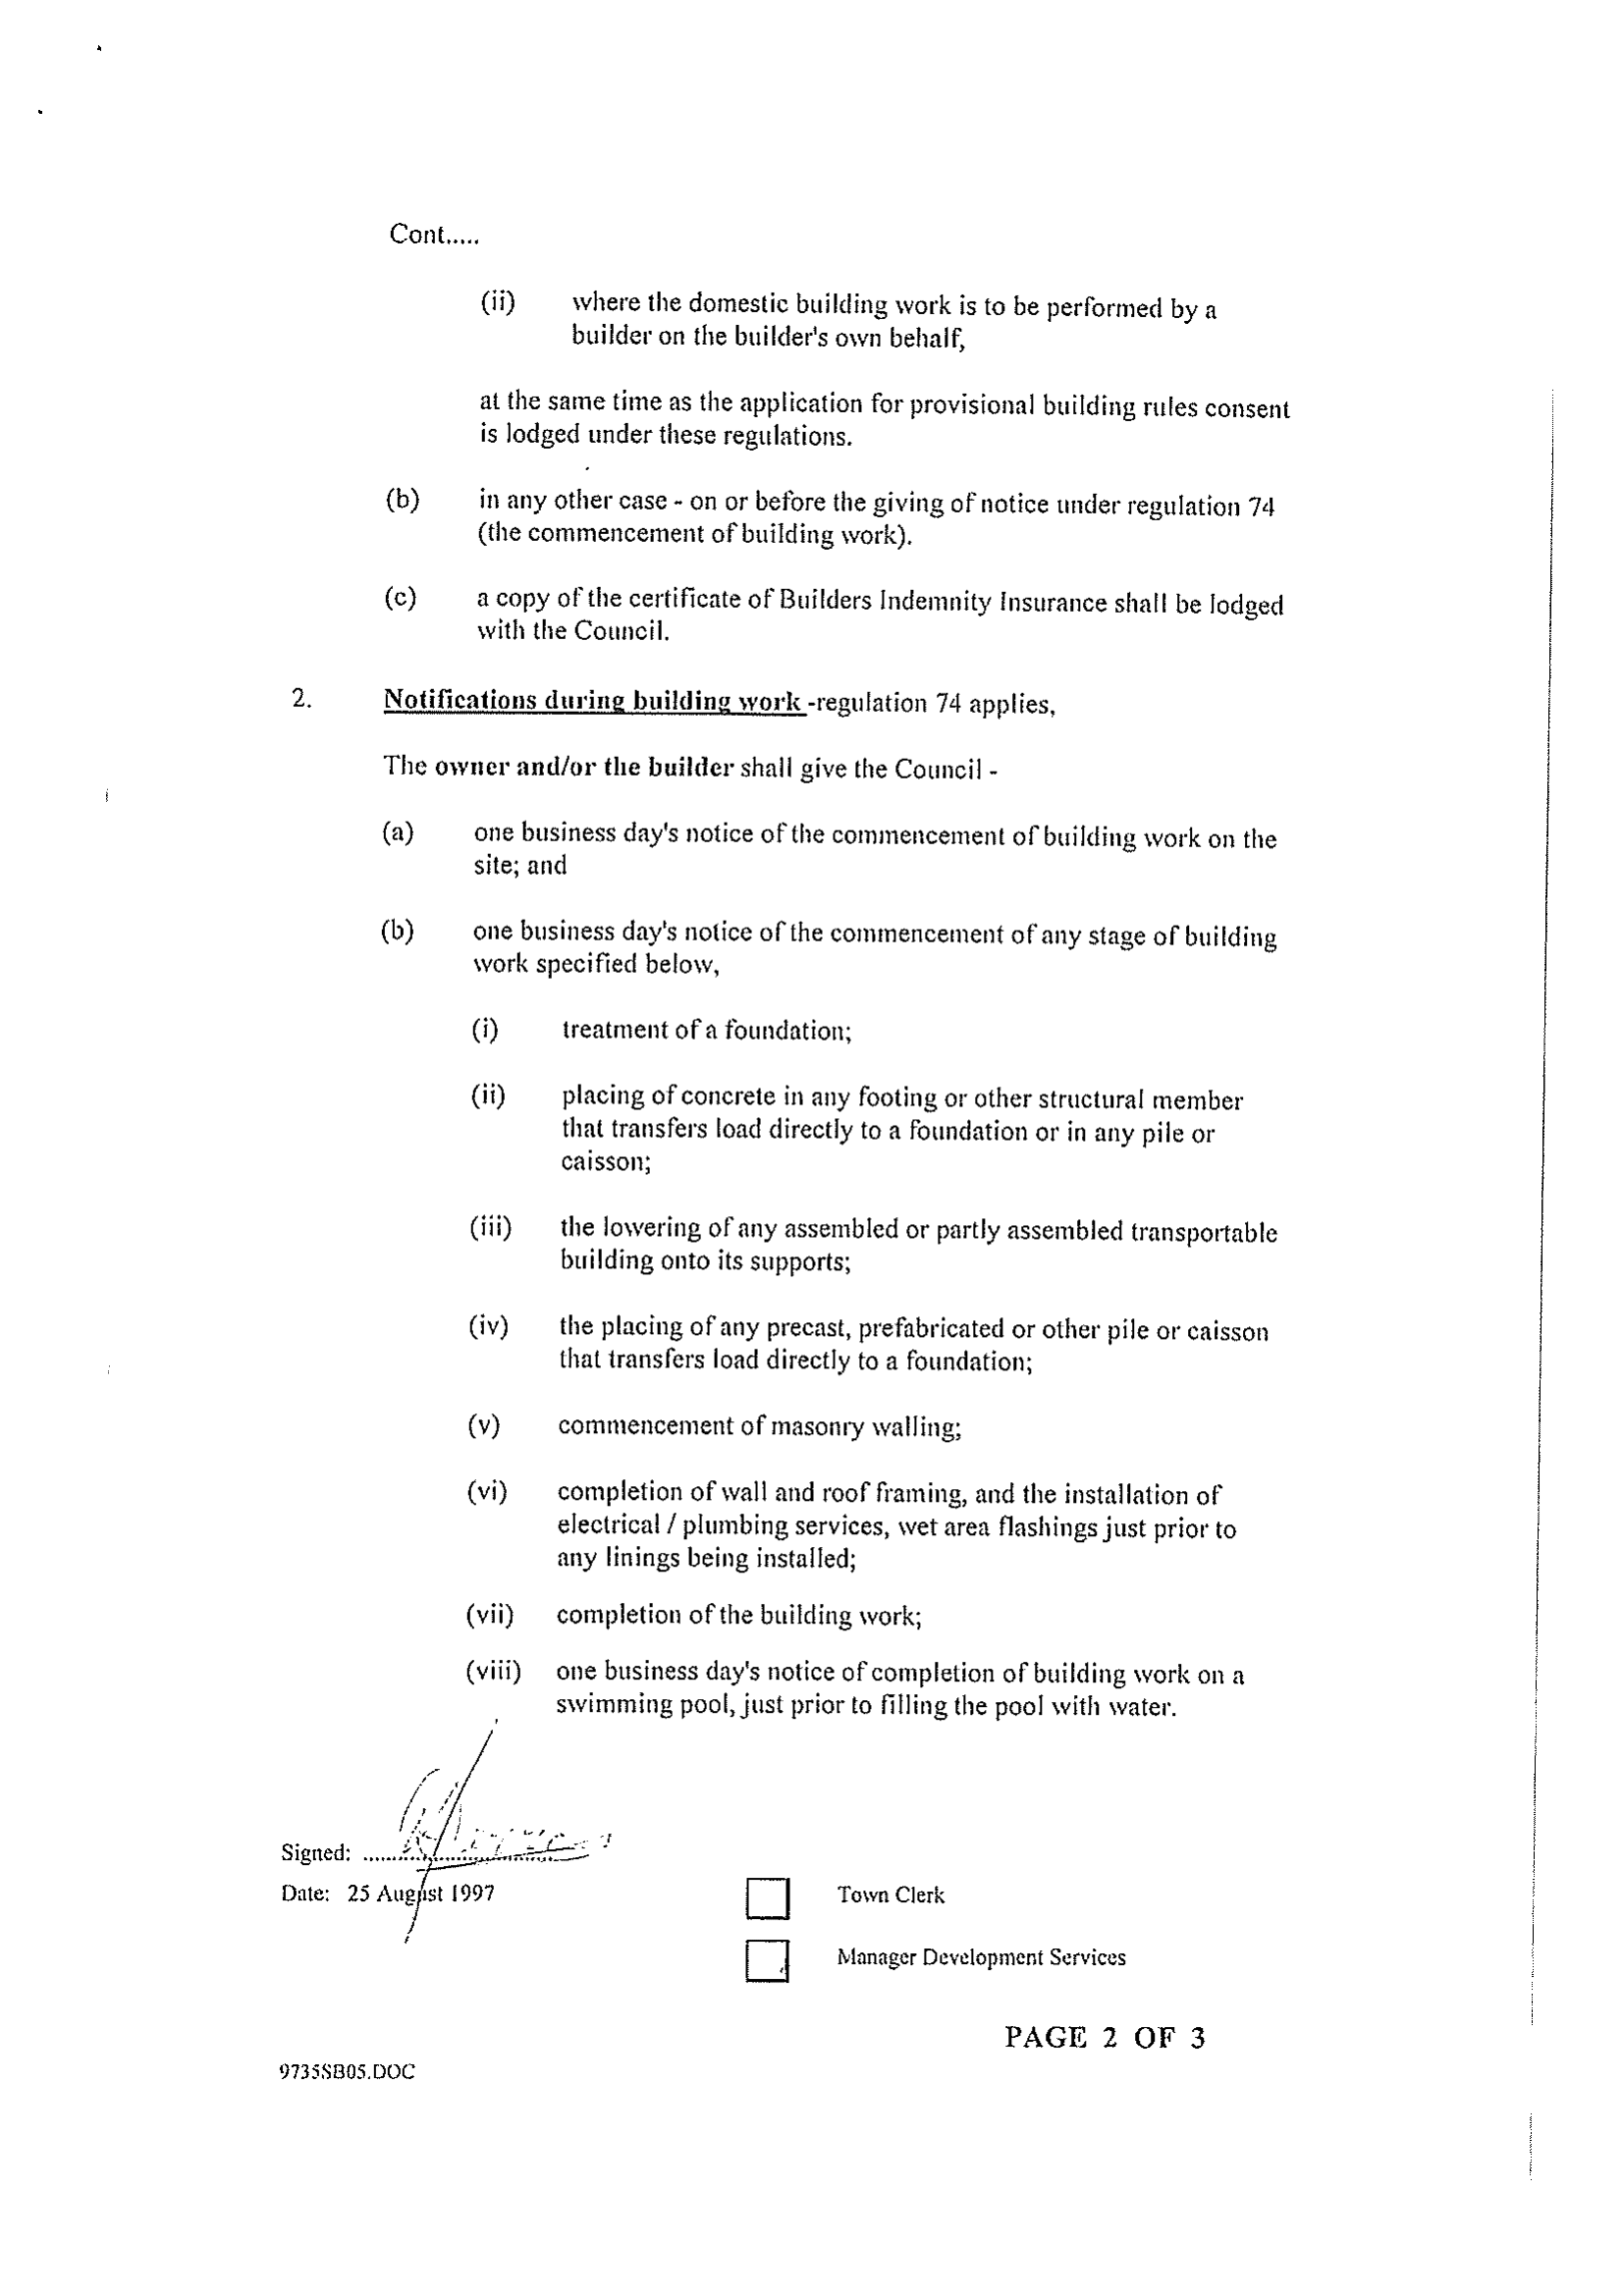 Cont.....
(ii) where the domestic building work is to be performed by a
builder on the builder's own behalf,
at the same time as the application for provisional building rules consent
is lodged under these regulations.
(b) in any other case - on or before the giving of notice under regulation 74
(the commencement of building work).
(c) a copy of the certificate of Builders Indemnity Insurance shall be lodged
with the Council.
2. Notifications during building work -regulation 74 applies,
The owner and/or the builder shall give the Council -
(a) one business day's notice of the commencement of building work on the
site; and
(b) one business day's notice of the commencement of any stage of building
work specified below,
(i) treatment of a foundation;
(ii) placing of concrete in any footing or other structural member
that transfers load directly to a foundation or in any pile or
caisson;
(iii) the lowering of any assembled or partly assembled transportable
building onto its supports;
(iv) the placing of any precast, prefabricated or other pile or caisson
that transfers load directly to a foundation;
(v) commencement of masonry walling;
(vi) completion of wall and roof framing, and the installation of
electrical / plumbing services, wet area flashings just prior to
any linings being installed;
(vii) completion of the building work;
(viii) one business day's notice of completion of building work on a
swimming pool, just prior to filling the pool with water.
Signed:
Date: 25 August 1997
Town Clerk
Manager Development Services
PAGE 2 OF 3
9735SB05.DOC